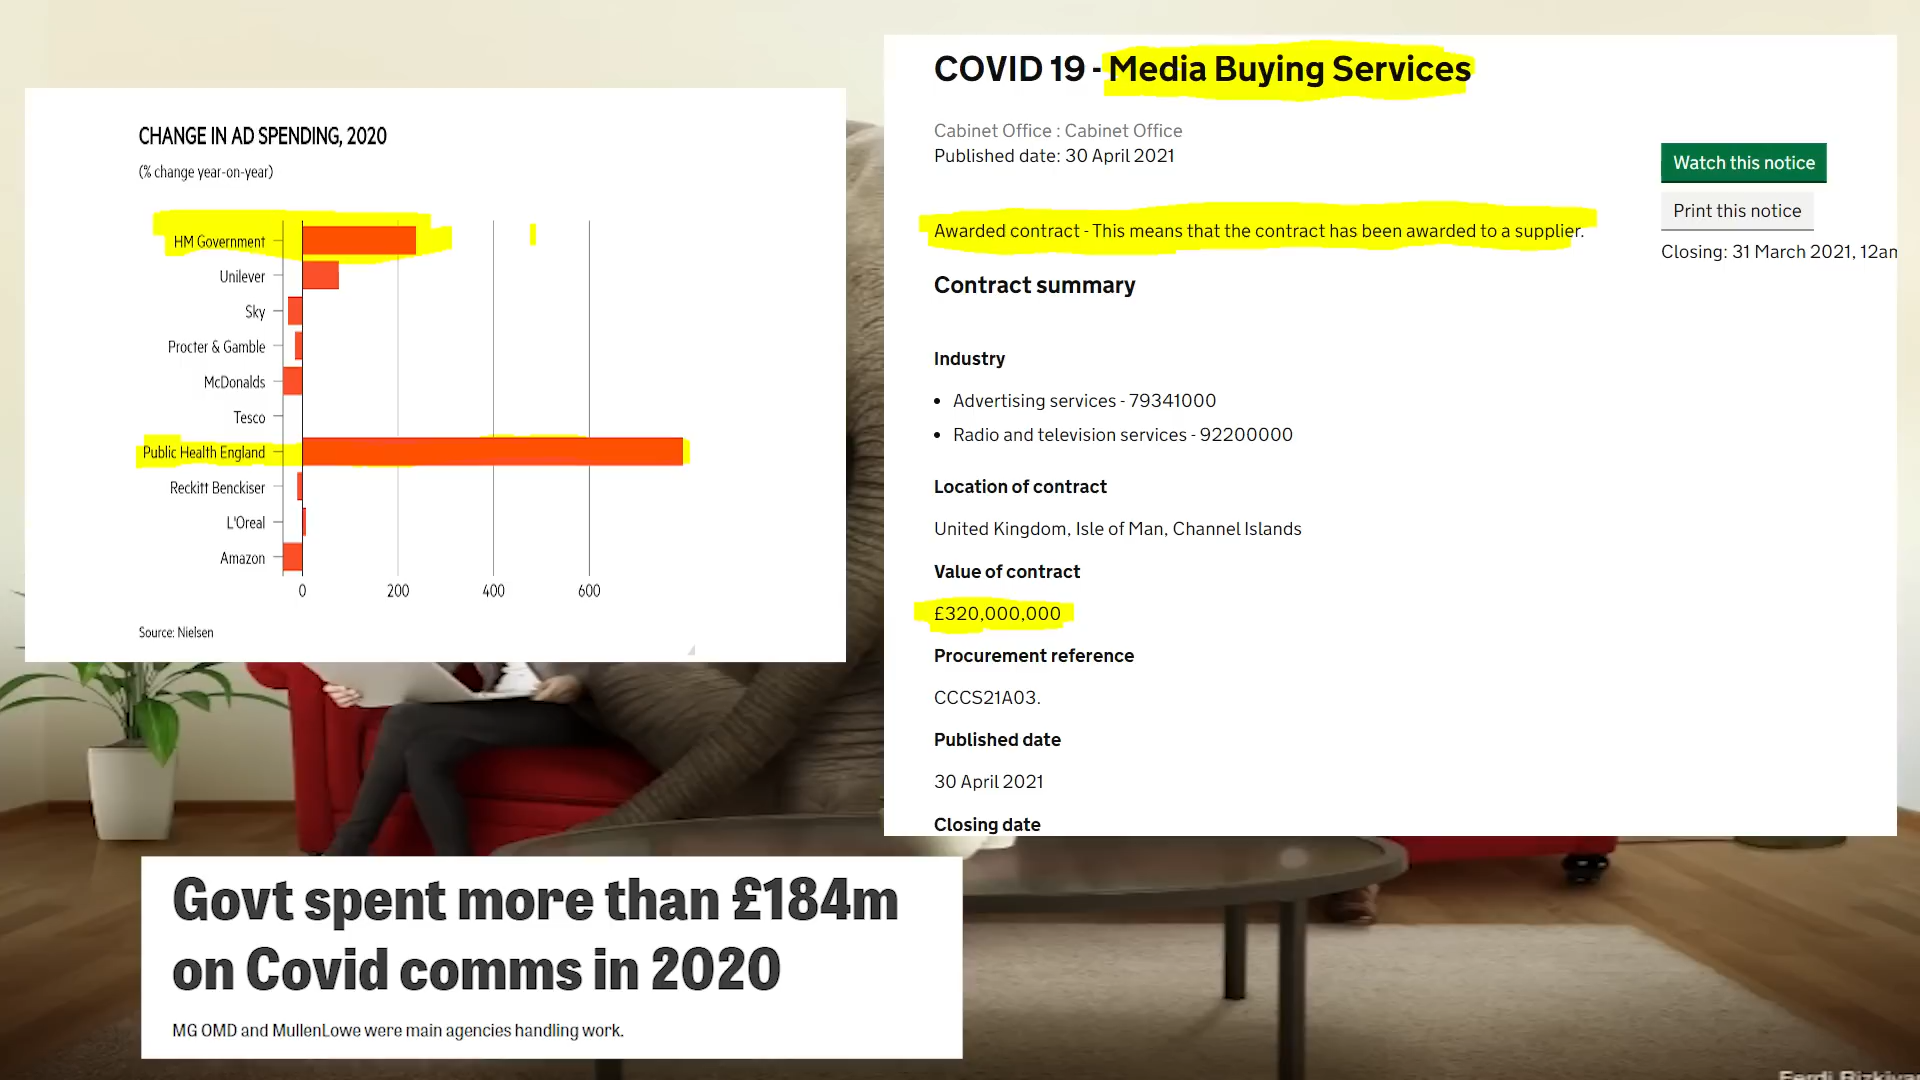 CHANGE IN AD SPENDING, 2020
(% change year-on-year)
HM Government
Unilever
Sky
Procter & Gamble
McDonalds
Tesco
Public Health England
Reckitt Benckiser
L'Oreal
Amazon
0 200 400 600
Source: Nielsen
COVID 19 - Media Buying Services
Cabinet Office : Cabinet Office
Published date: 30 April 2021
Awarded contract - This means that the contract has been awarded to a supplier.
Contract summary
Industry
• Advertising services - 79341000
• Radio and television services - 92200000
Location of contract
United Kingdom, Isle of Man, Channel Islands
Value of contract
£320,000,000
Procurement reference
CCCS21A03.
Published date
30 April 2021
Closing date
Watch this notice
Print this notice
Closing: 31 March 2021, 12am
Govt spent more than £184m
on Covid comms in 2020
MG OMD and MullenLowe were main agencies handling work.